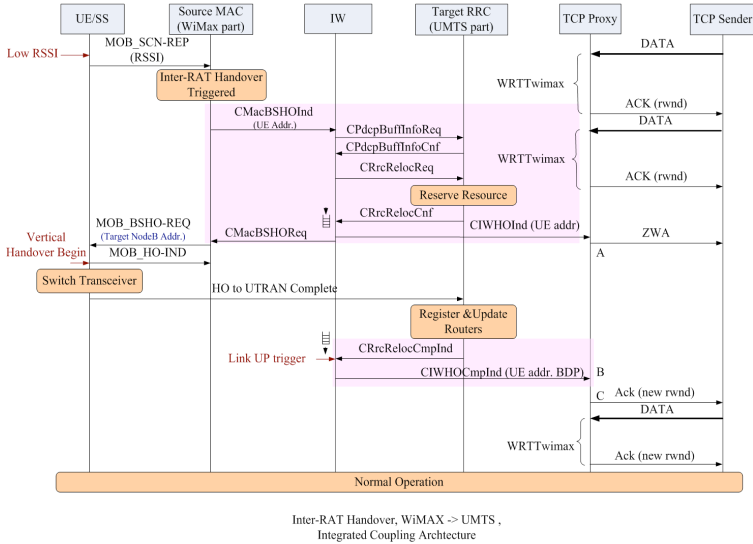 UE/SS
Source MAC
(WiMax part)
IW
Target RRC
(UMTS part)
TCP Proxy
TCP Sender
MOB_SCN-REP
(RSSI)
Low RSSI
DATA
Inter-RAT Handover
Triggered
WRTTwimax
CMacBSHOInd
(UE Addr.)
ACK (rwnd)
DATA
CPdcpBuffInfoReq
CPdcpBuffInfoCnf
WRTTwimax
CRrcRelocReq
ACK (rwnd)
Reserve Resource
CRrcRelocCnf
MOB_BSHO-REQ
(Target NodeB Addr.)
CMacBSHOReq
CIWHOInd (UE addr)
ZWA
Vertical
Handover Begin
MOB_HO-IND
A
Switch Transceiver
HO to UTRAN Complete
Register &Update
Routers
CRrcRelocCmpInd
Link UP trigger
CIWHOCmpInd (UE addr. BDP)
B
C
Ack (new rwnd)
DATA
WRTTwimax
Ack (new rwnd)
Normal Operation
Inter-RAT Handover, WiMAX -> UMTS ,
Integrated Coupling Archtecture